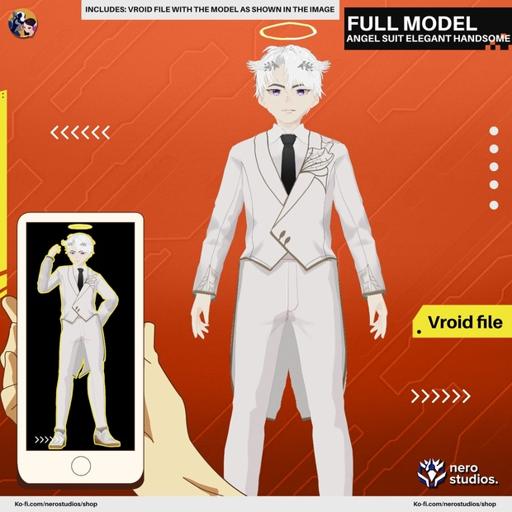 INCLUDES: VROID FILE WITH THE MODEL AS SHOWN IN THE IMAGE
FULL MODEL
ANGEL SUIT ELEGANT HANDSOME
Vroid file
nero
studios.
Ko-fi.com/nerostudios/shop
Ko-fi.com/nerostudios/shop